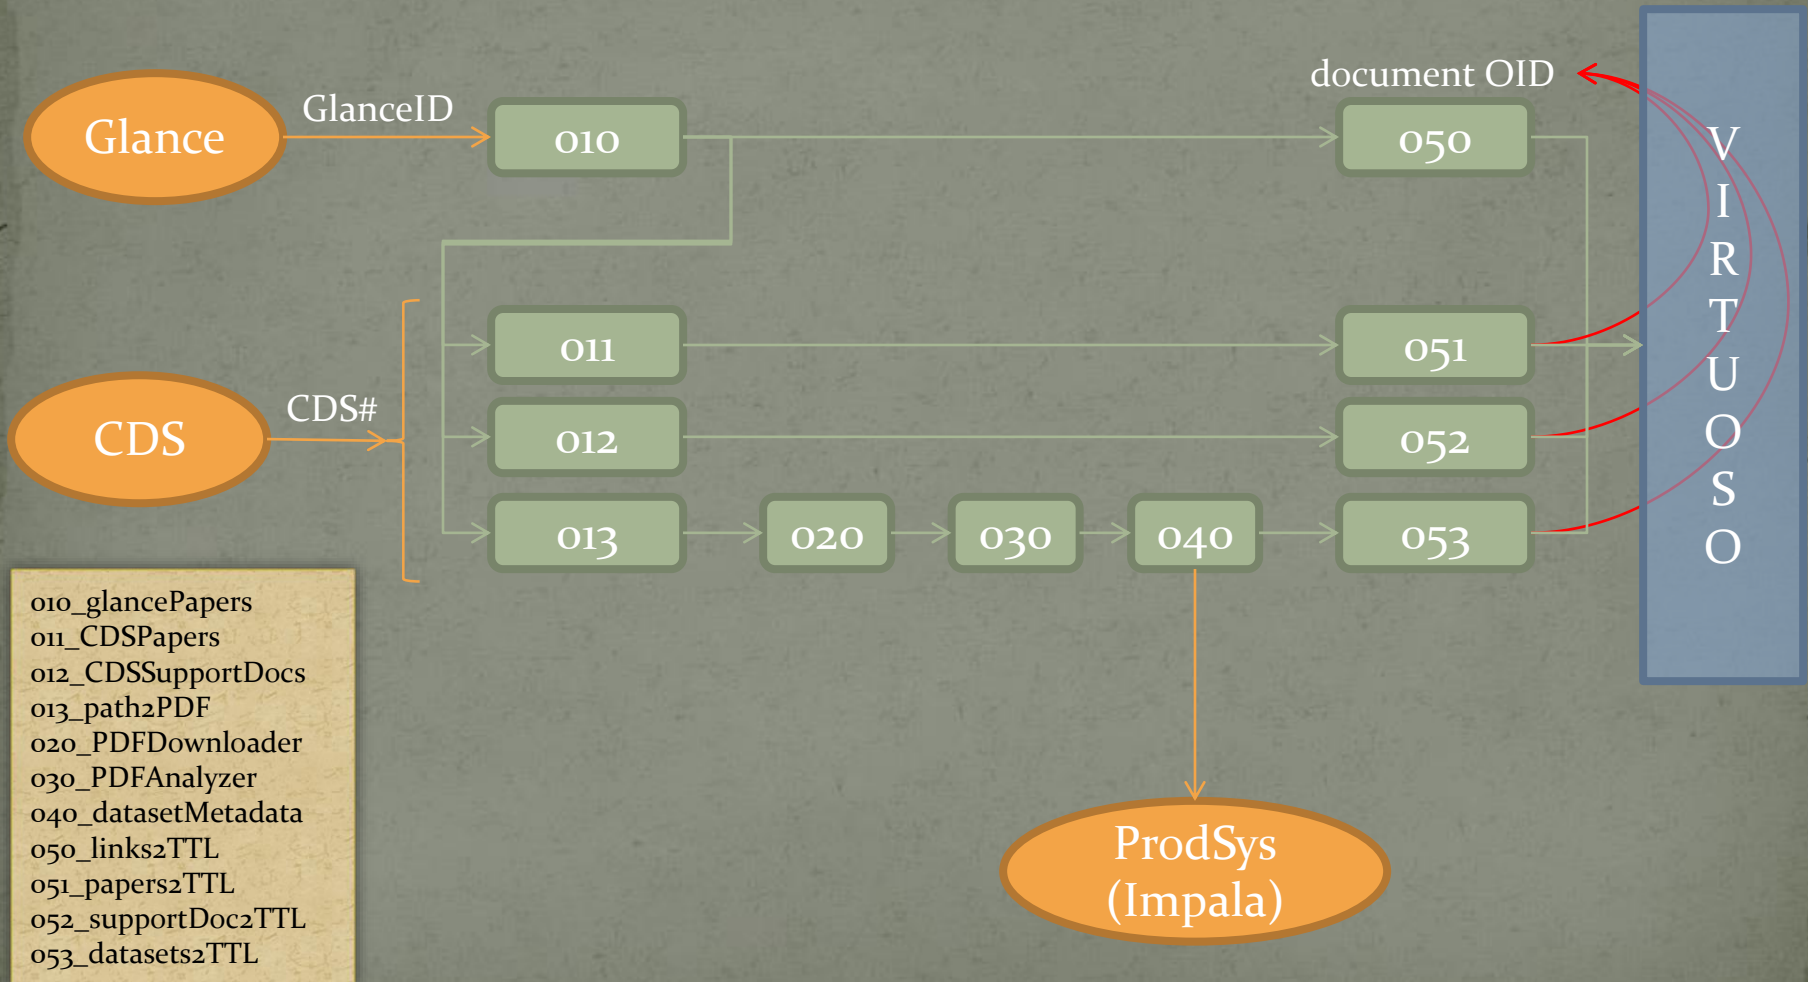 document OID
Glance
GlanceID
010
050
V
I
R
T
U
O
S
O
011
051
CDS
CDS#
012
052
013
020
030
040
053
010_glancePapers
011_CDSPapers
012_CDSSupportDocs
013_path2PDF
020_PDFDownloader
030_PDFAnalyzer
040_datasetMetadata
050_links2TTL
051_papers2TTL
052_supportDoc2TTL
053_datasets2TTL
ProdSys
(Impala)